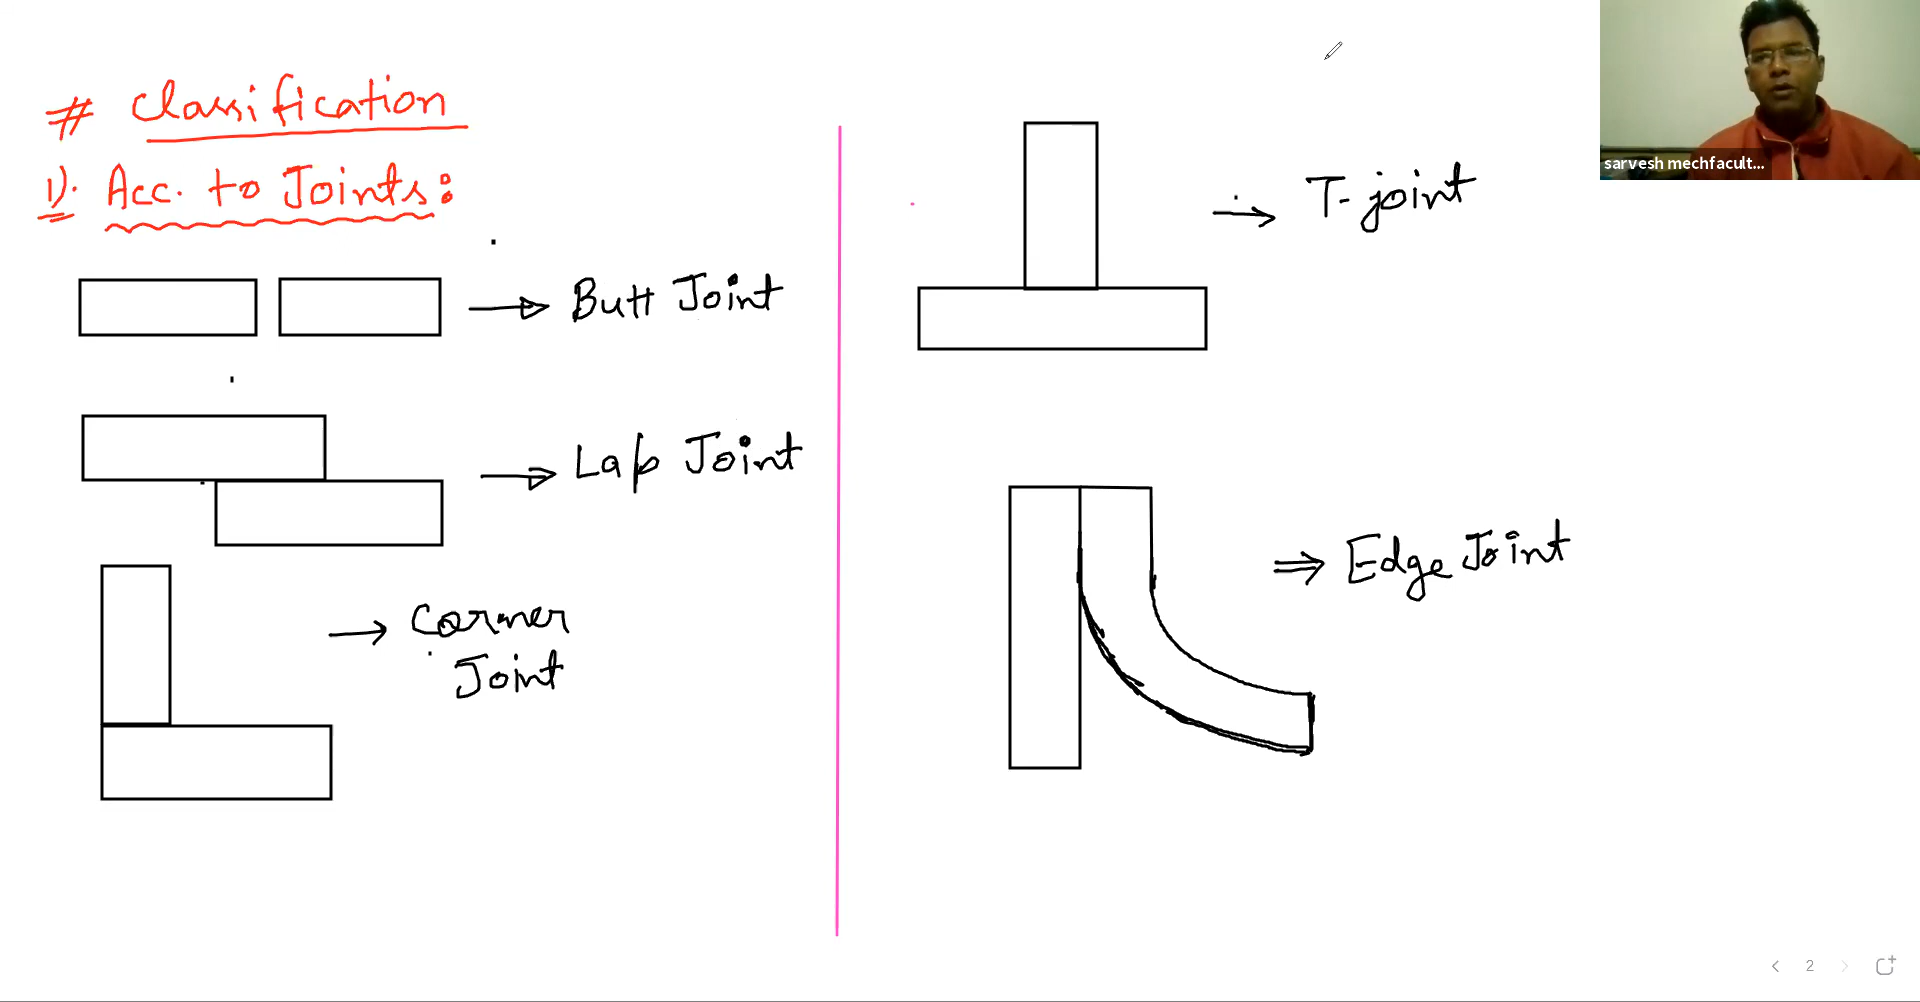 # Classification
1). Acc. to Joints:
Butt Joint
Lap Joint
Corner
Joint
T-joint
Edge Joint
sarvesh mechfacult...
2